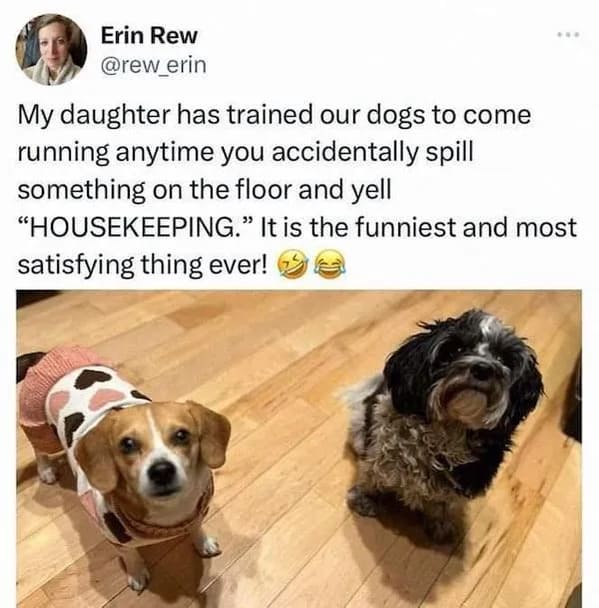 Erin Rew
@rew_erin
My daughter has trained our dogs to come
running anytime you accidentally spill
something on the floor and yell
“HOUSEKEEPING.” It is the funniest and most
satisfying thing ever! 🤣😂